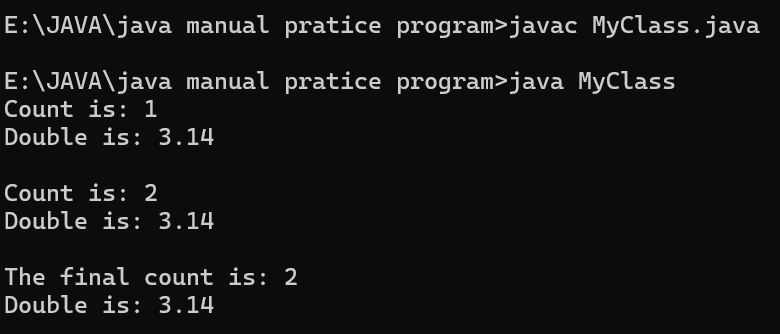 E:\JAVA\java manual pratice program>javac MyClass.java
E:\JAVA\java manual pratice program>java MyClass
Count is: 1
Double is: 3.14
Count is: 2
Double is: 3.14
The final count is: 2
Double is: 3.14